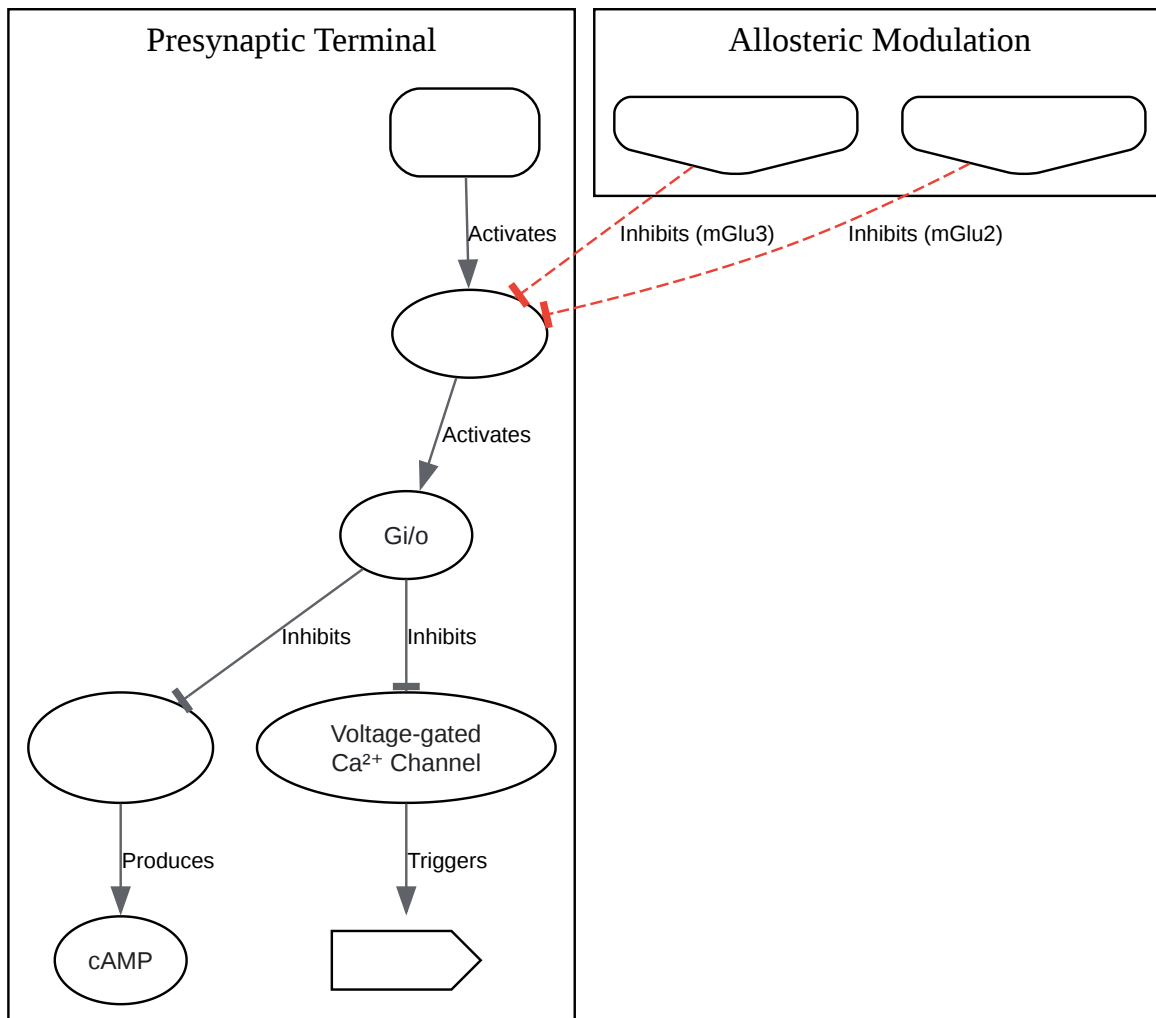 Presynaptic Terminal
Allosteric Modulation
Activates
Inhibits (mGlu3)
Inhibits (mGlu2)
Activates
Gi/o
Inhibits
Inhibits
Voltage-gated
Ca²⁺ Channel
Produces
Triggers
cAMP